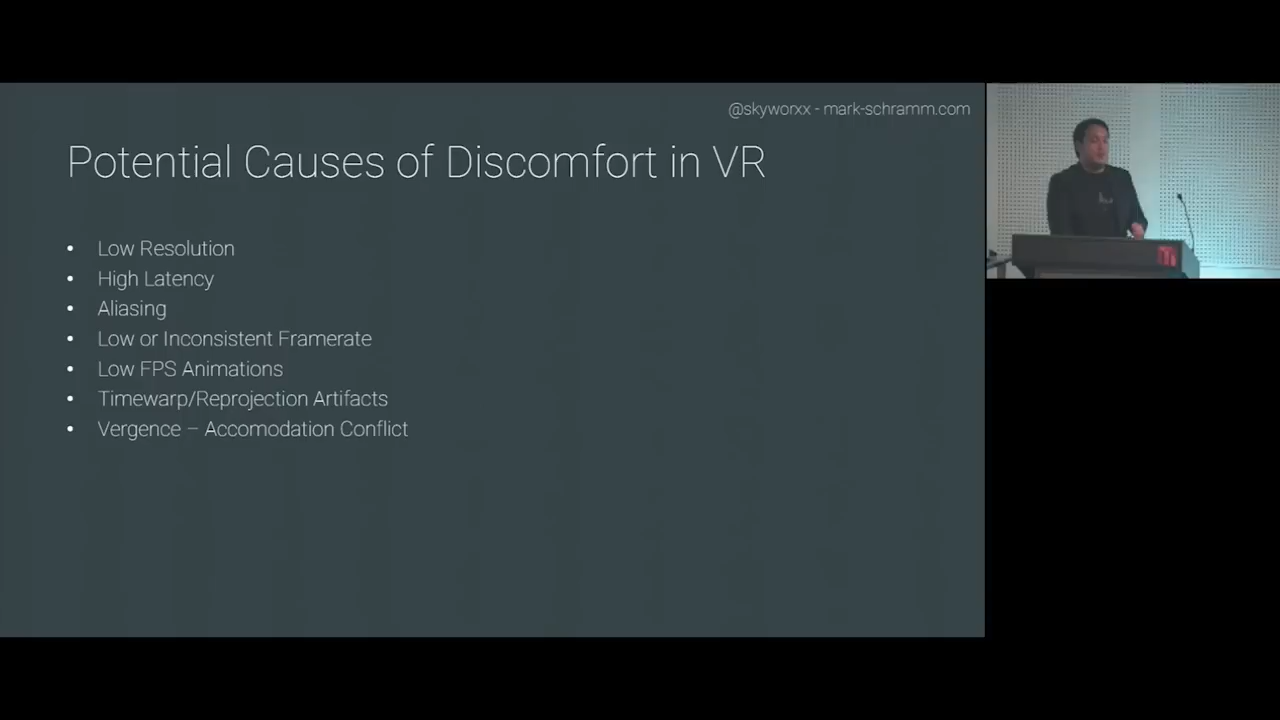 @skyworxx - mark-schramm.com
Potential Causes of Discomfort in VR
• Low Resolution
• High Latency
• Aliasing
• Low or Inconsistent Framerate
• Low FPS Animations
• Timewarp/Reprojection Artifacts
• Vergence – Accomodation Conflict